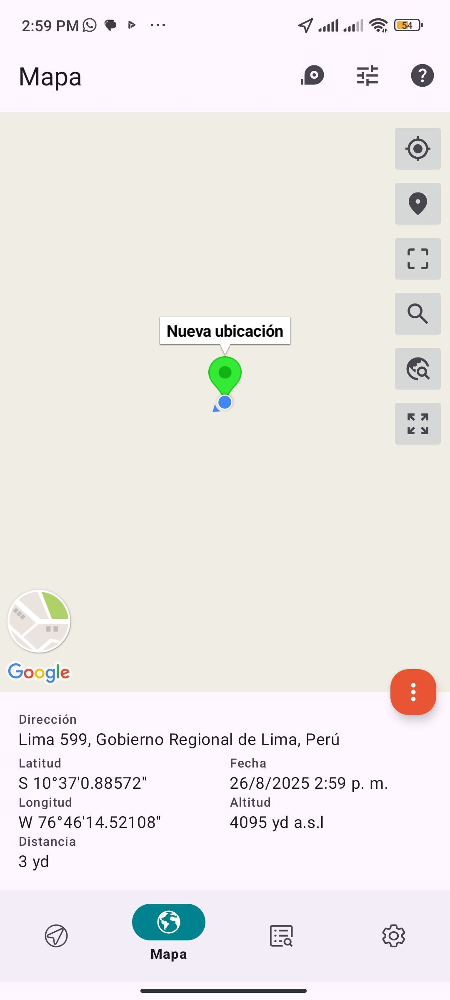 2:59 PM
54
Mapa
Nueva ubicación
Google
Dirección
Lima 599, Gobierno Regional de Lima, Perú
Latitud
Fecha
S 10°37'0.88572"
26/8/2025 2:59 p. m.
Longitud
Altitud
W 76°46'14.52108"
4095 yd a.s.l
Distancia
3 yd
Mapa